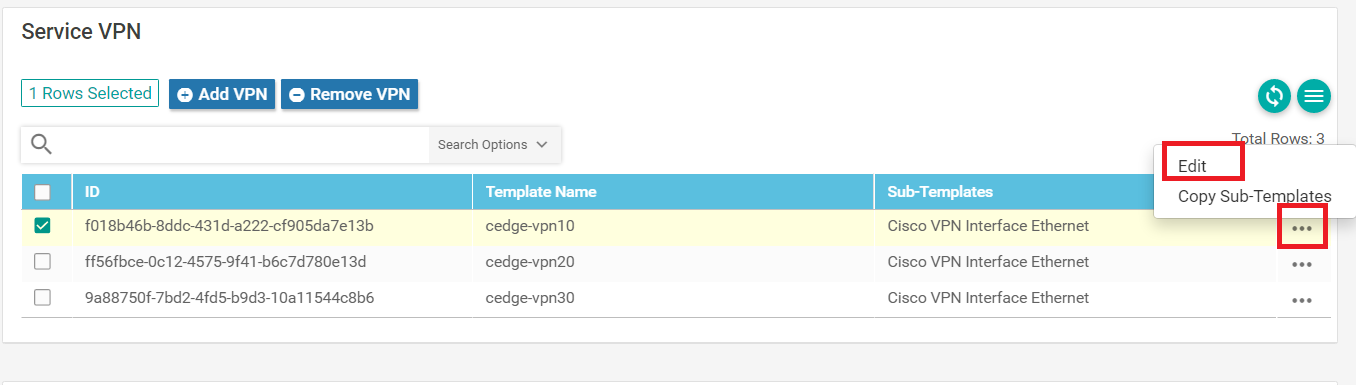 Service VPN
1 Rows Selected Add VPN Remove VPN
Search Options
Total Rows: 3
Edit
Copy Sub-Templates
ID Template Name Sub-Templates
f018b46b-8ddc-431d-a222-cf905da7e13b cedge-vpn10 Cisco VPN Interface Ethernet
ff56fbce-0c12-4575-9f41-b6c7d780e13d cedge-vpn20 Cisco VPN Interface Ethernet
9a88750f-7bd2-4fd5-b9d3-10a11544c8b6 cedge-vpn30 Cisco VPN Interface Ethernet